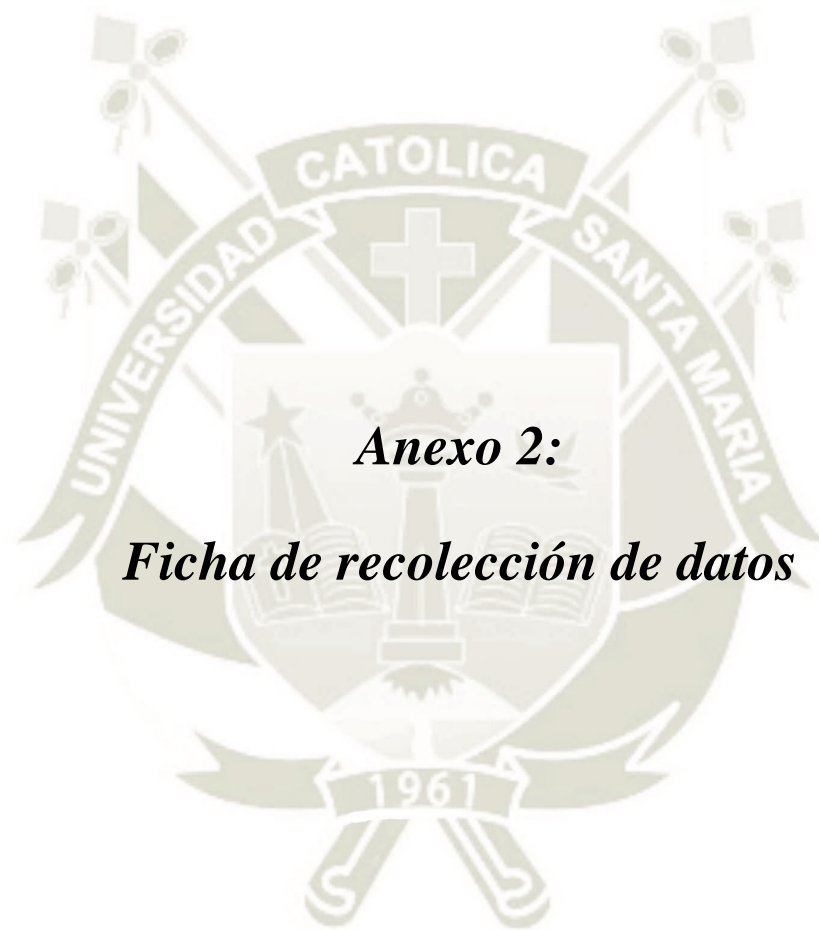 CATOLICA
UNIVERSIDAD
SANTA MARIA
Anexo 2:
Ficha de recolección de datos
1961